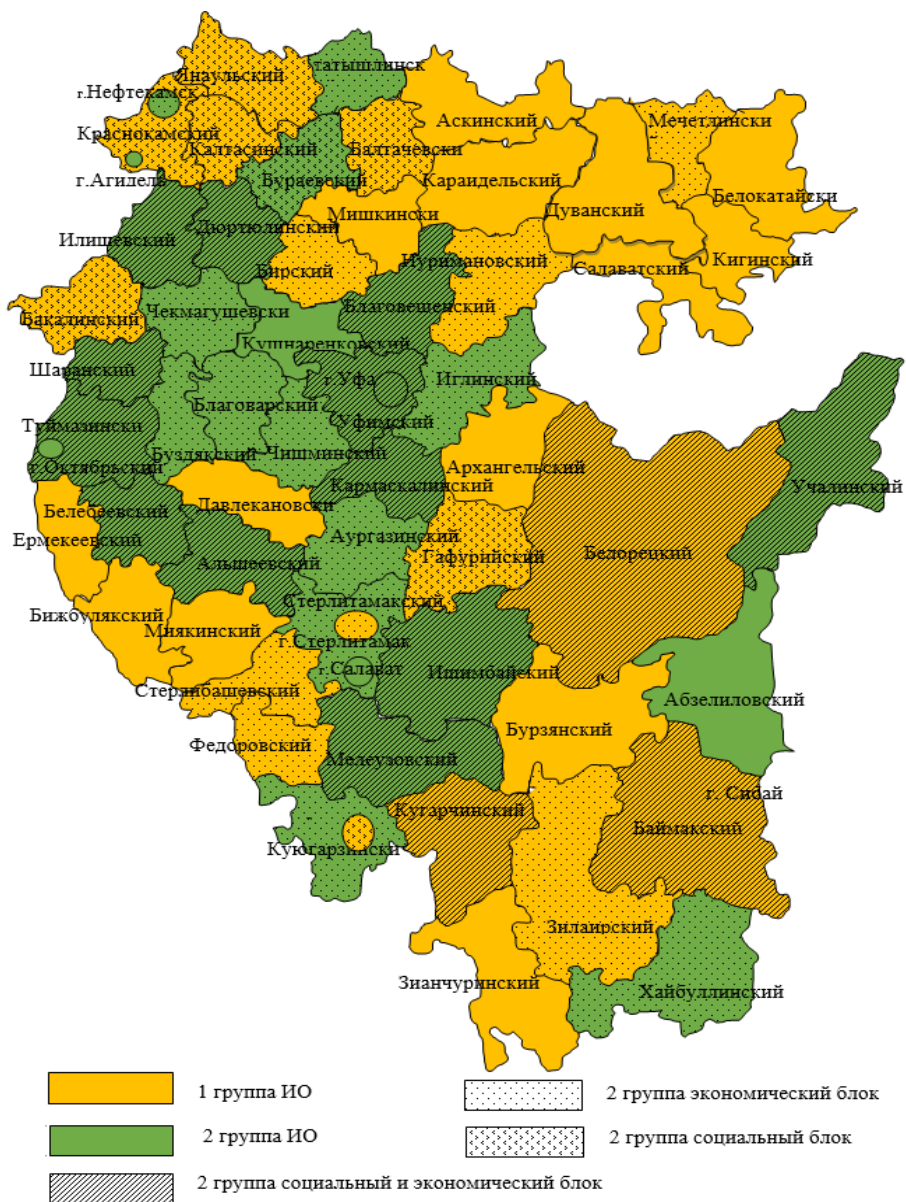 Янаульский
татышлинск
г.Нефтекамск
Аскинский
Мечетлински
Краснокамский
Калтасинский
Балтачевски
г.Агидель
Бураевский
Караидельский
Белокатайски
Мишкински
Дуванский
Илишевский
Дюртюлинский
Бирский
Нуримановский
Салаватский
Кигинский
Бакалинский
Чекмагушевски
Благовешенский
Кушнаренковский
Шаранский
г.Уфа
Иглинский
Благоварский
Туймазински
Уфимский
г.Октябрьский
Буздякский
Чишминский
Архангельский
Кармаскалинский
Учалинский
Белебеевский
Давлекановски
Ермекеевский
Аургазинский
Гафурийский
Белорецкий
Альшеевский
Стерлитамакский
Бижбулякский
Миякинский
г.Стерлитамак
г.Салават
Ишимбайский
Стерлибашевский
Абзелиловский
Бурзянский
Федоровский
Мелеузовский
г. Сибай
Кугарчинский
Баймакский
Куюгарзински
Зилаирский
Зианчуринский
Хайбуллинский
1 группа ИО
2 группа экономический блок
2 группа ИО
2 группа социальный блок
2 группа социальный и экономический блок